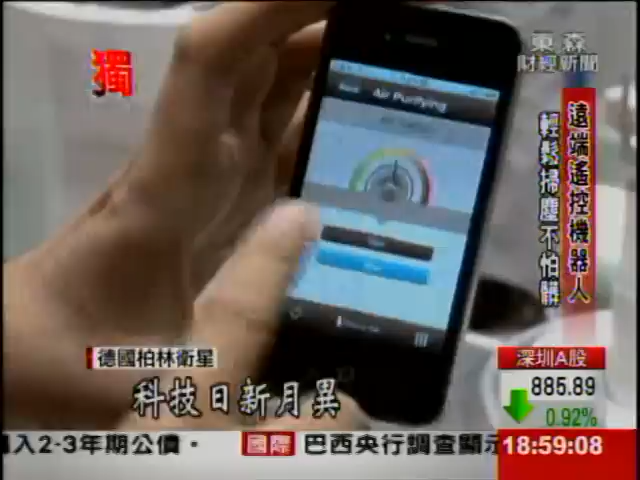 獨
東森
財經新聞
遠端遙控機器人
輕鬆掃塵不怕髒
Air Purifying
德國柏林衛星
科技日新月異
深圳A股
885.89
0.92%
入2-3年期公債。 國際 巴西央行調查顯示
18:59:08